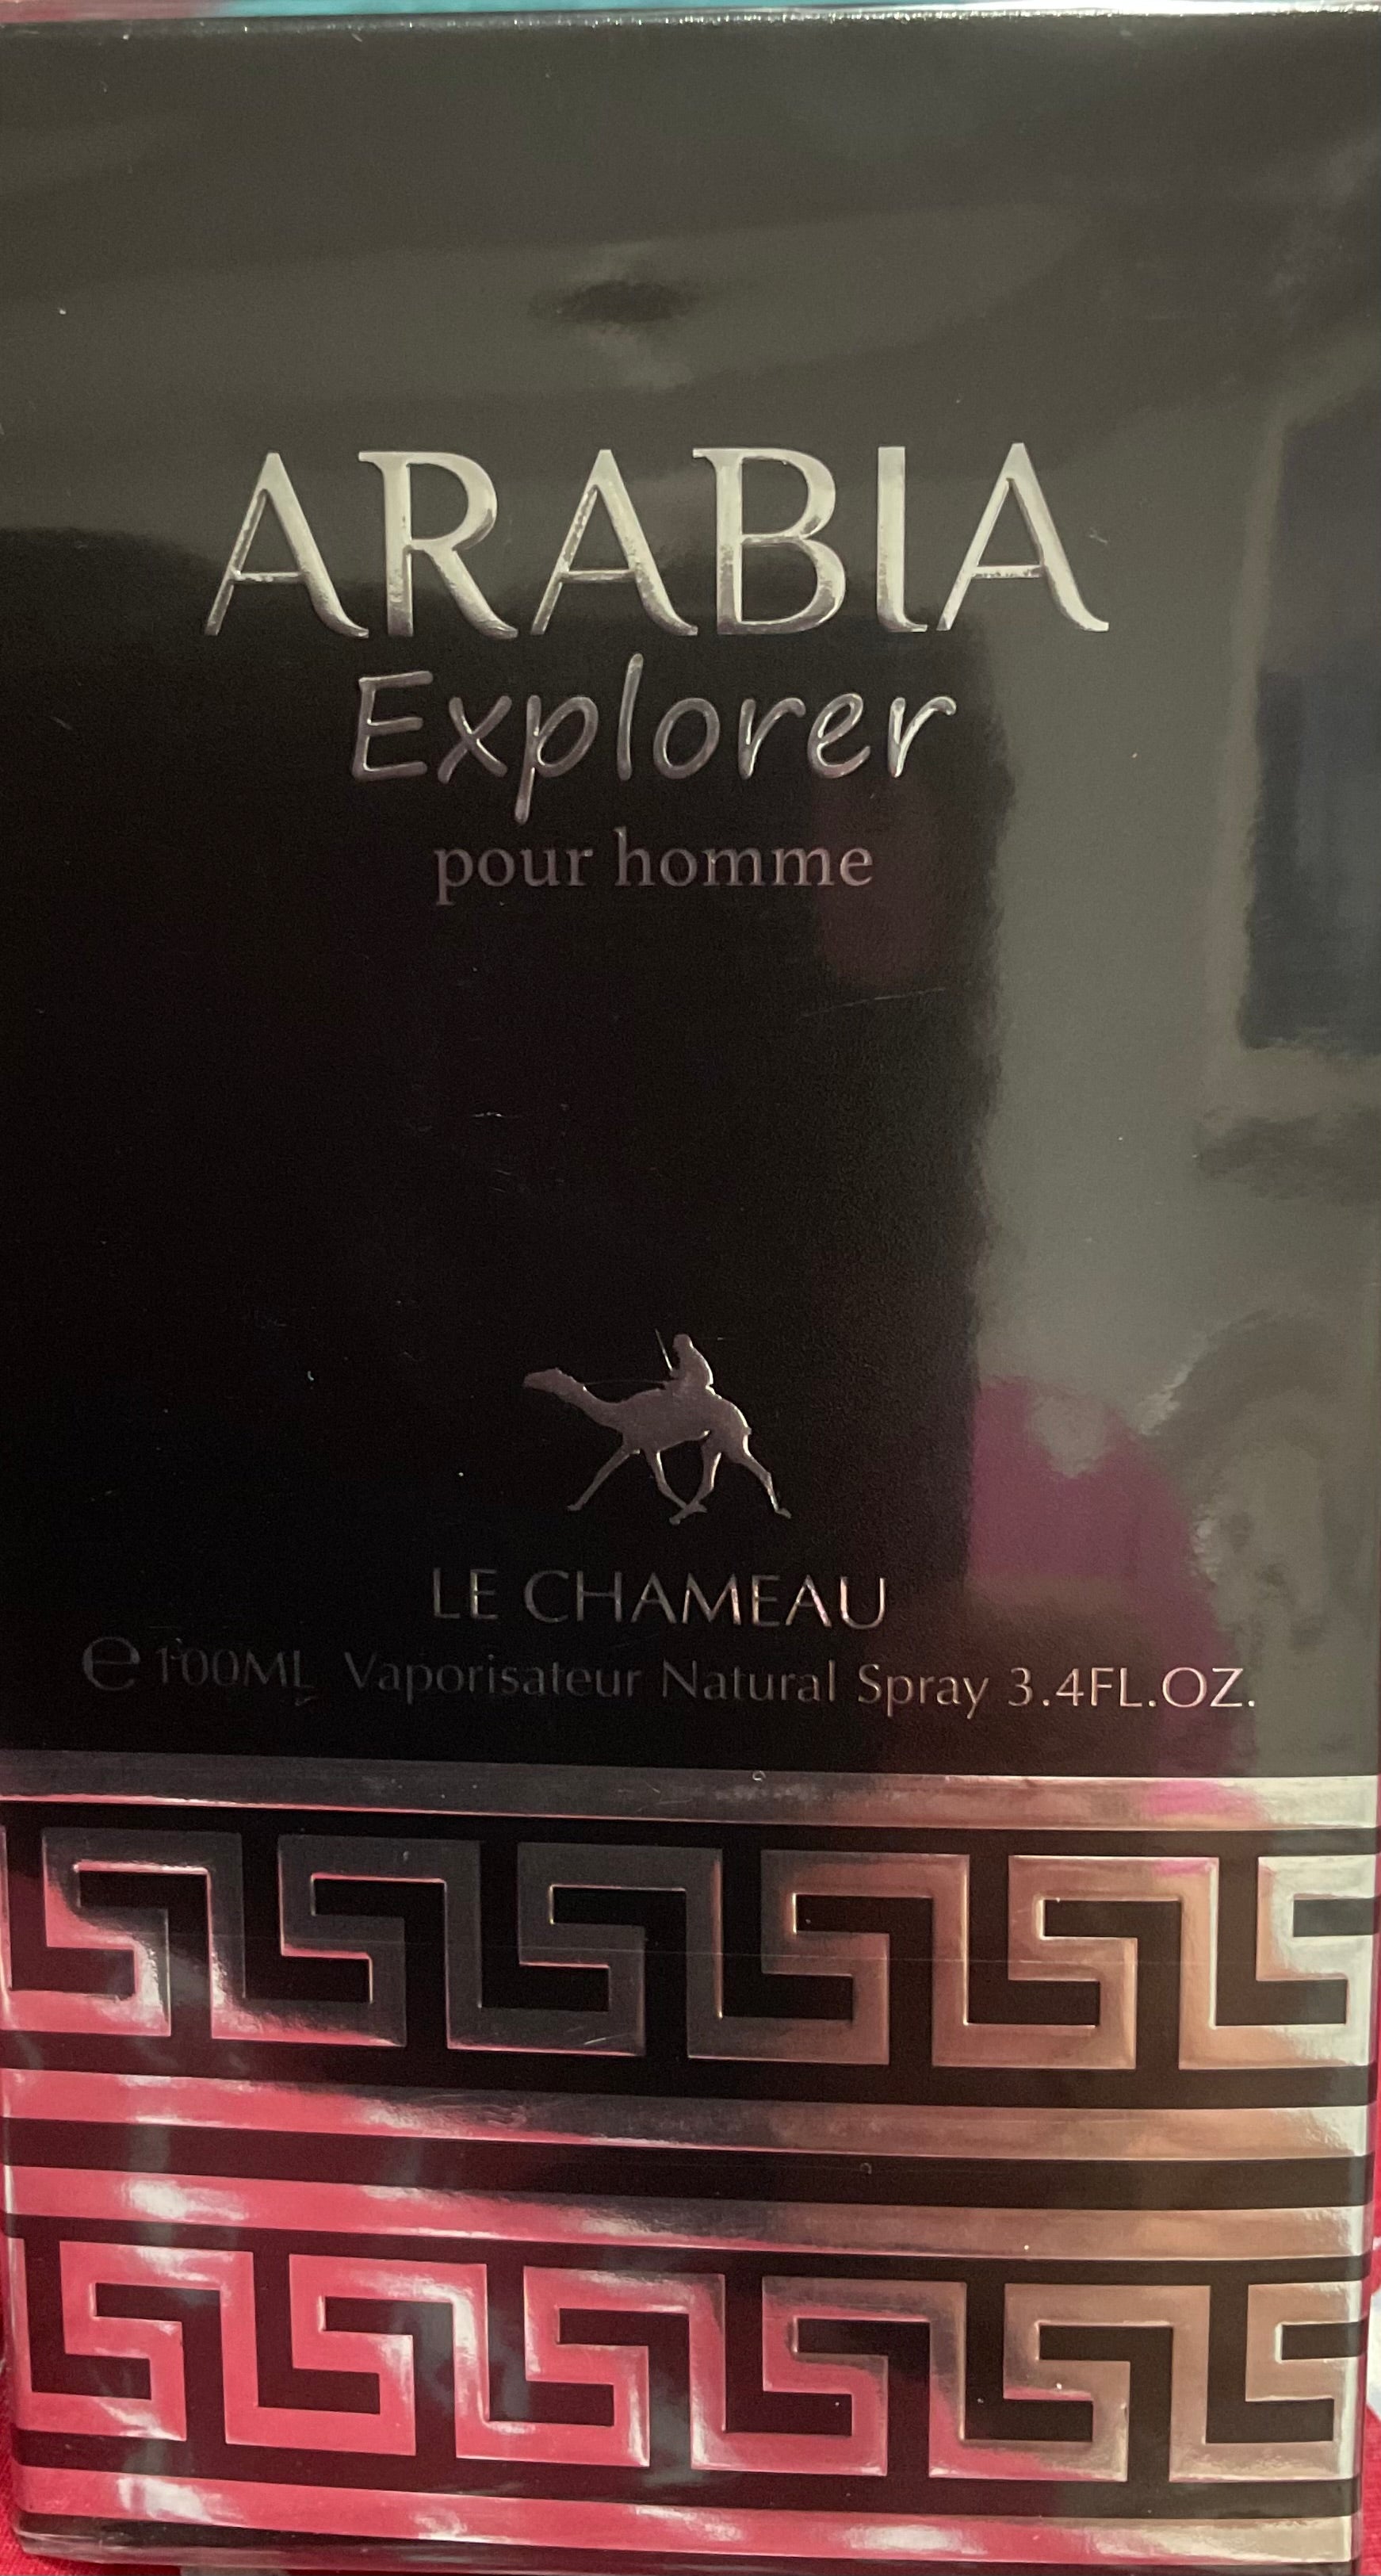 ARABIA
Explorer
pour homme
LE CHAMEAU
℮ 100ML Vaporisateur Natural Spray 3.4FL.OZ.